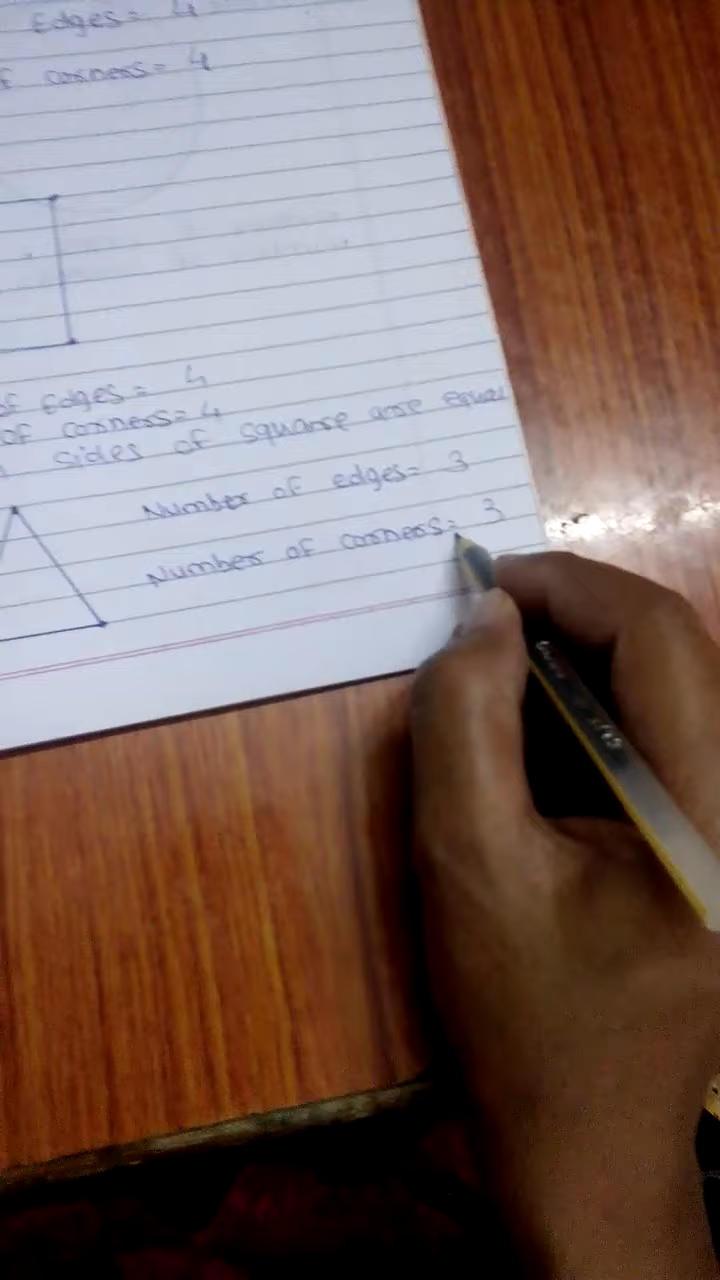 Edges= 4
of corners= 4
of Edges= 4
of corners= 4
sides of square are equal
Number of edges= 3
Number of corners= 3